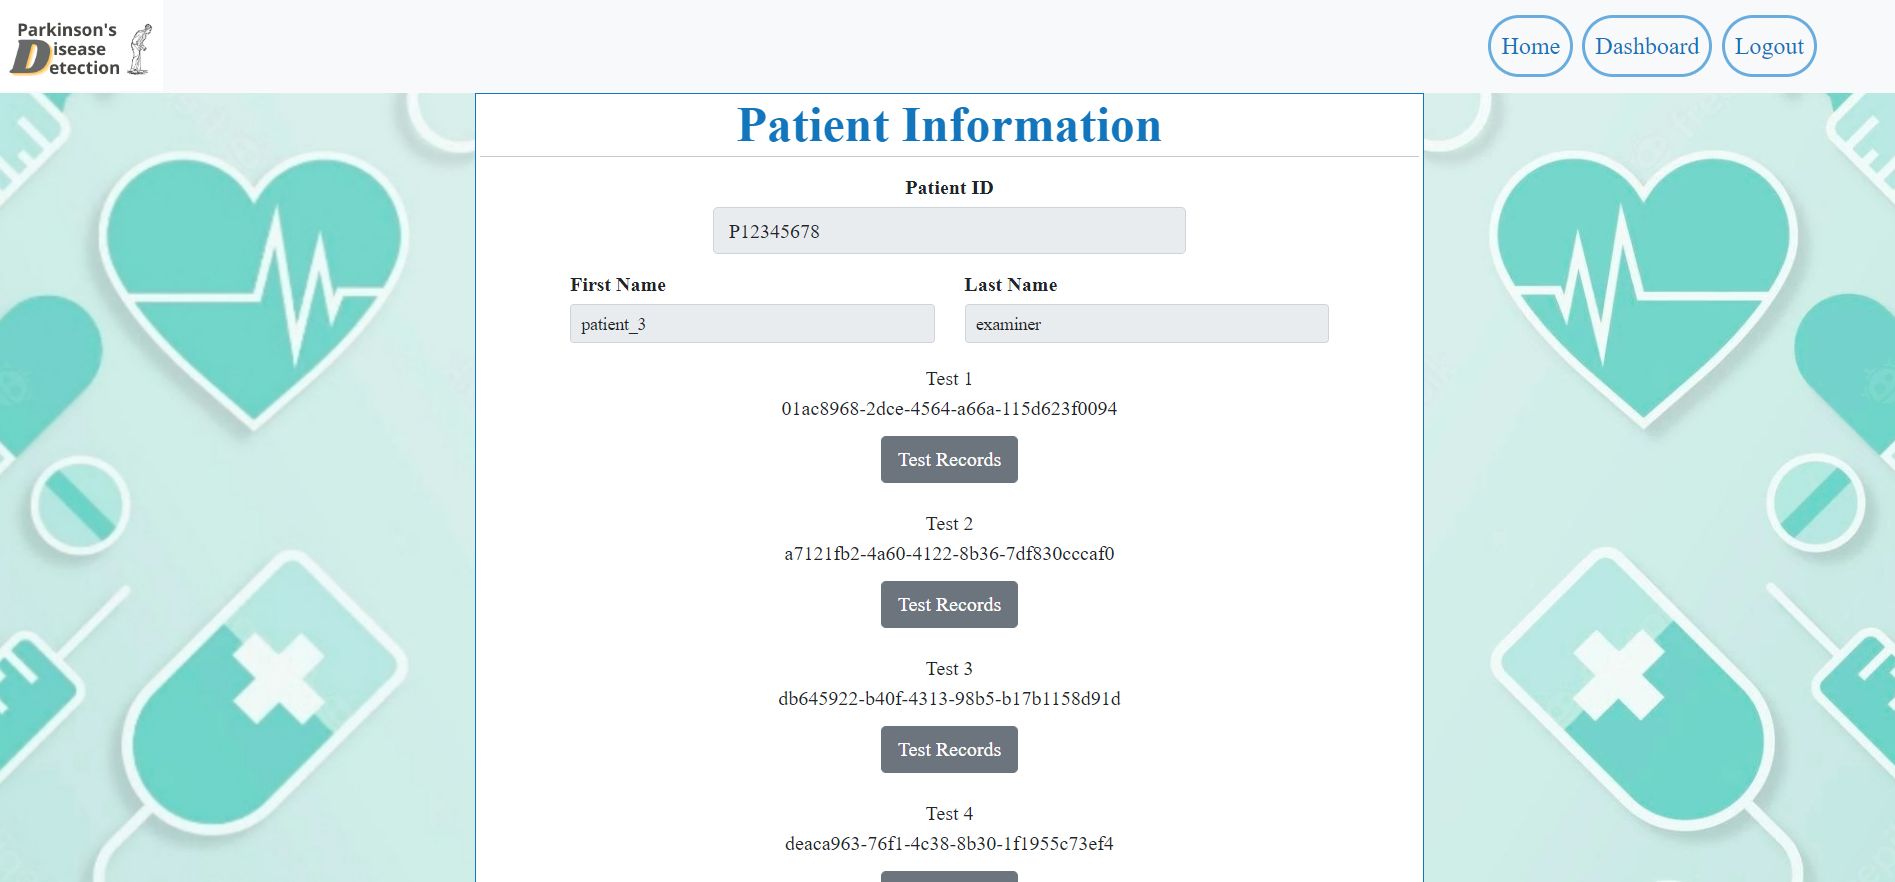 Parkinson's
Disease
Detection
Home Dashboard Logout
Patient Information
Patient ID
P12345678
First Name Last Name
patient_3 examiner
Test 1
01ac8968-2dce-4564-a66a-115d623f0094
Test Records
Test 2
a7121fb2-4a60-4122-8b36-7df830cccaf0
Test Records
Test 3
db645922-b40f-4313-98b5-b17b1158d91d
Test Records
Test 4
deaca963-76f1-4c38-8b30-1f1955c73ef4